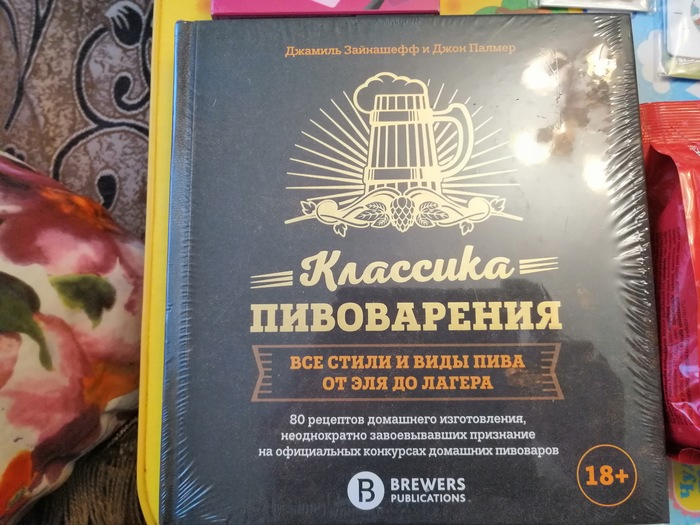 Джамиль Зайнашефф и Джон Палмер
Классика
ПИВОВАРЕНИЯ
ВСЕ СТИЛИ И ВИДЫ ПИВА
ОТ ЭЛЯ ДО ЛАГЕРА
80 рецептов домашнего изготовления,
неоднократно завоевывавших признание
на официальных конкурсах домашних пивоваров
18+
B BREWERS
PUBLICATIONS